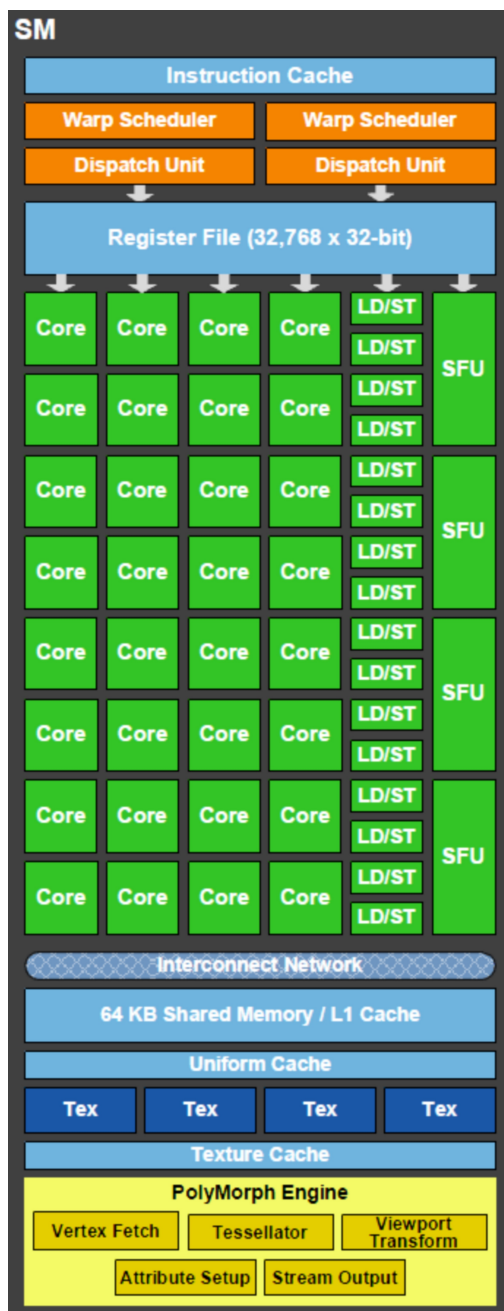 SM
Instruction Cache
Warp Scheduler Warp Scheduler
Dispatch Unit Dispatch Unit
Register File (32,768 x 32-bit)
Core Core Core Core LD/ST SFU
LD/ST
Core Core Core Core LD/ST
LD/ST
Core Core Core Core LD/ST SFU
LD/ST
Core Core Core Core LD/ST
LD/ST
Core Core Core Core LD/ST SFU
LD/ST
Core Core Core Core LD/ST
LD/ST
Core Core Core Core LD/ST SFU
LD/ST
Core Core Core Core LD/ST
LD/ST
Interconnect Network
64 KB Shared Memory / L1 Cache
Uniform Cache
Tex Tex Tex Tex
Texture Cache
PolyMorph Engine
Vertex Fetch Tessellator Viewport
Transform
Attribute Setup Stream Output